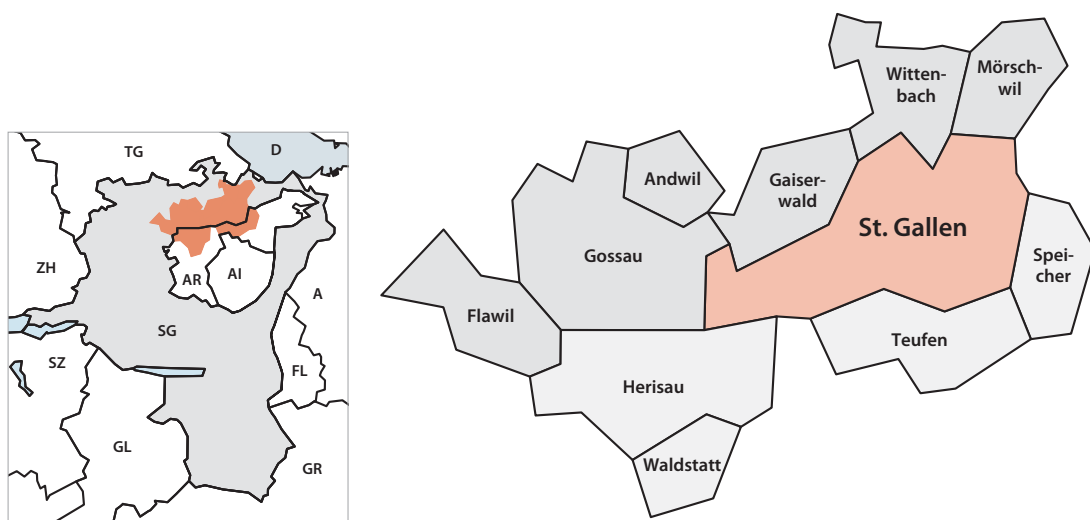 TG
D
ZH
AR
AI
A
SG
SZ
FL
GL
GR
Witten-
bach
Mörsch-
wil
Andwil
Gaiser-
wald
St. Gallen
Gossau
Spei-
cher
Flawil
Teufen
Herisau
Waldstatt